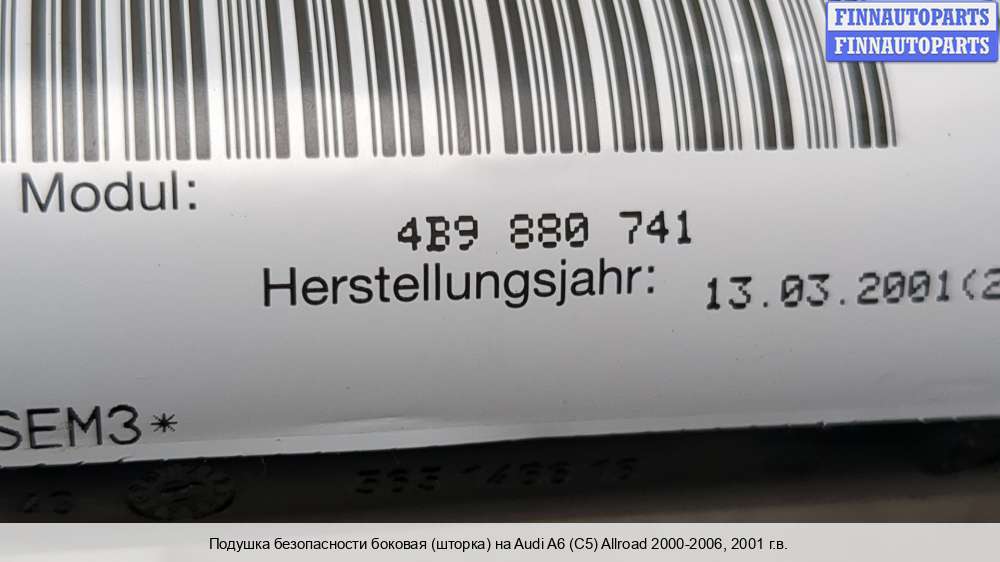 FINNAUTOPARTS
FINNAUTOPARTS
Modul:
4B9 880 741
Herstellungsjahr:
13.03.2001(2
SEM3*
Подушка безопасности боковая (шторка) на Audi A6 (C5) Allroad 2000-2006, 2001 г.в.